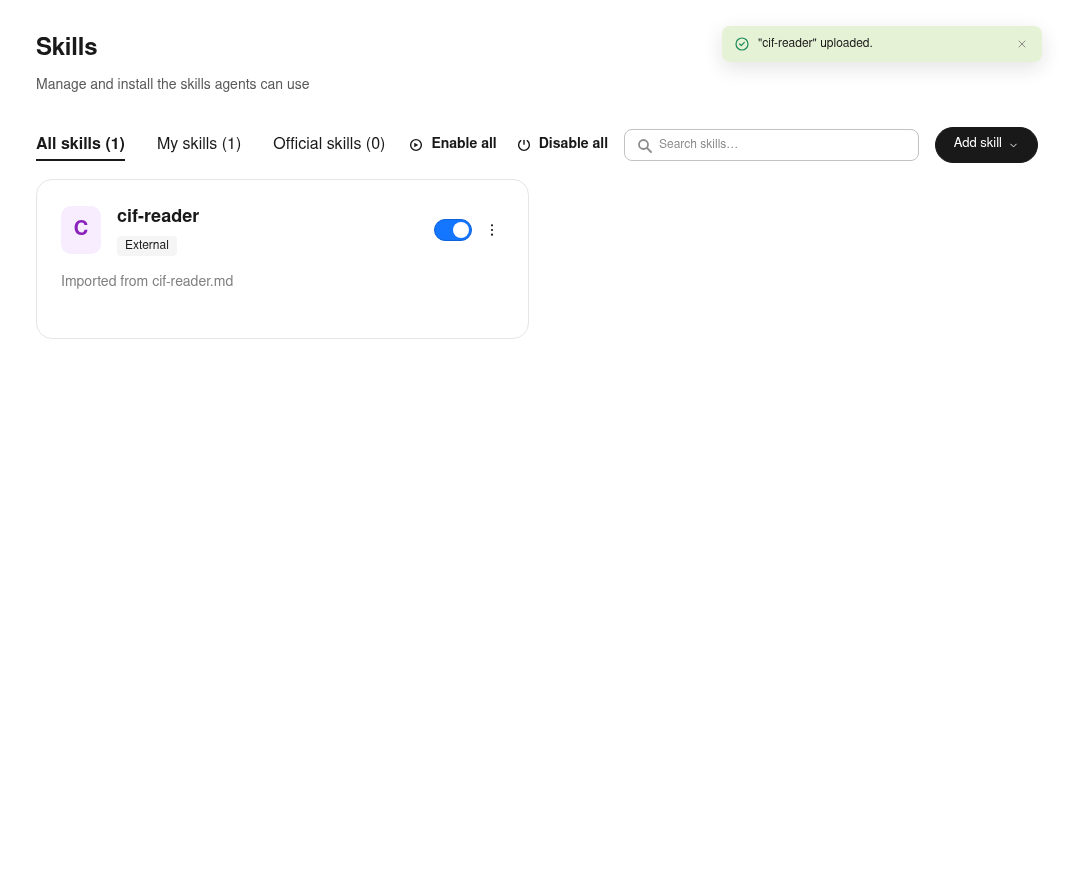 Skills
"cif-reader" uploaded.
Manage and install the skills agents can use
All skills (1)
My skills (1)
Official skills (0)
Enable all
Disable all
Search skills...
Add skill
C
cif-reader
External
Imported from cif-reader.md